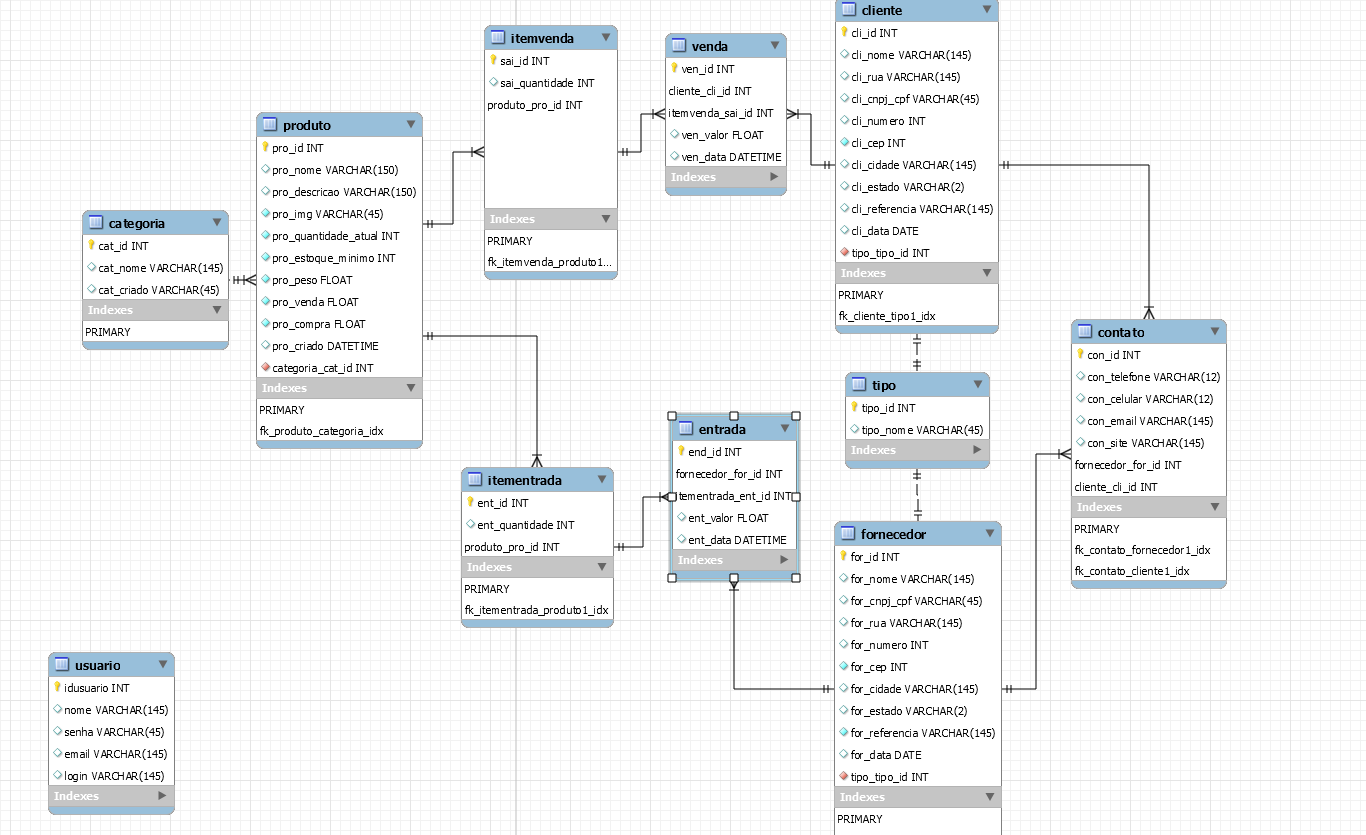 categoria
cat_id INT
cat_nome VARCHAR(145)
cat_criado VARCHAR(45)
Indexes
PRIMARY
produto
pro_id INT
pro_nome VARCHAR(150)
pro_descricao VARCHAR(150)
pro_img VARCHAR(45)
pro_quantidade_atual INT
pro_estoque_minimo INT
pro_peso FLOAT
pro_venda FLOAT
pro_compra FLOAT
pro_criado DATETIME
categoria_cat_id INT
Indexes
PRIMARY
fk_produto_categoria_idx
itemvenda
sai_id INT
sai_quantidade INT
produto_pro_id INT
Indexes
PRIMARY
fk_itemvenda_produto1...
venda
ven_id INT
cliente_cli_id INT
itemvenda_sai_id INT
ven_valor FLOAT
ven_data DATETIME
Indexes
cliente
cli_id INT
cli_nome VARCHAR(145)
cli_rua VARCHAR(145)
cli_cnpj_cpf VARCHAR(45)
cli_numero INT
cli_cep INT
cli_cidade VARCHAR(145)
cli_estado VARCHAR(2)
cli_referencia VARCHAR(145)
cli_data DATE
tipo_tipo_id INT
Indexes
PRIMARY
fk_cliente_tipo1_idx
contato
con_id INT
con_telefone VARCHAR(12)
con_celular VARCHAR(12)
con_email VARCHAR(145)
con_site VARCHAR(145)
fornecedor_for_id INT
cliente_cli_id INT
Indexes
PRIMARY
fk_contato_fornecedor1_idx
fk_contato_cliente1_idx
tipo
tipo_id INT
tipo_nome VARCHAR(45)
Indexes
entrada
end_id INT
fornecedor_for_id INT
itementrada_ent_id INT
ent_valor FLOAT
ent_data DATETIME
Indexes
itementrada
ent_id INT
ent_quantidade INT
produto_pro_id INT
Indexes
PRIMARY
fk_itementrada_produto1_idx
fornecedor
for_id INT
for_nome VARCHAR(145)
for_cnpj_cpf VARCHAR(45)
for_rua VARCHAR(145)
for_numero INT
for_cep INT
for_cidade VARCHAR(145)
for_estado VARCHAR(2)
for_referencia VARCHAR(145)
for_data DATE
tipo_tipo_id INT
Indexes
PRIMARY
usuario
idusuario INT
nome VARCHAR(145)
senha VARCHAR(45)
email VARCHAR(145)
login VARCHAR(145)
Indexes